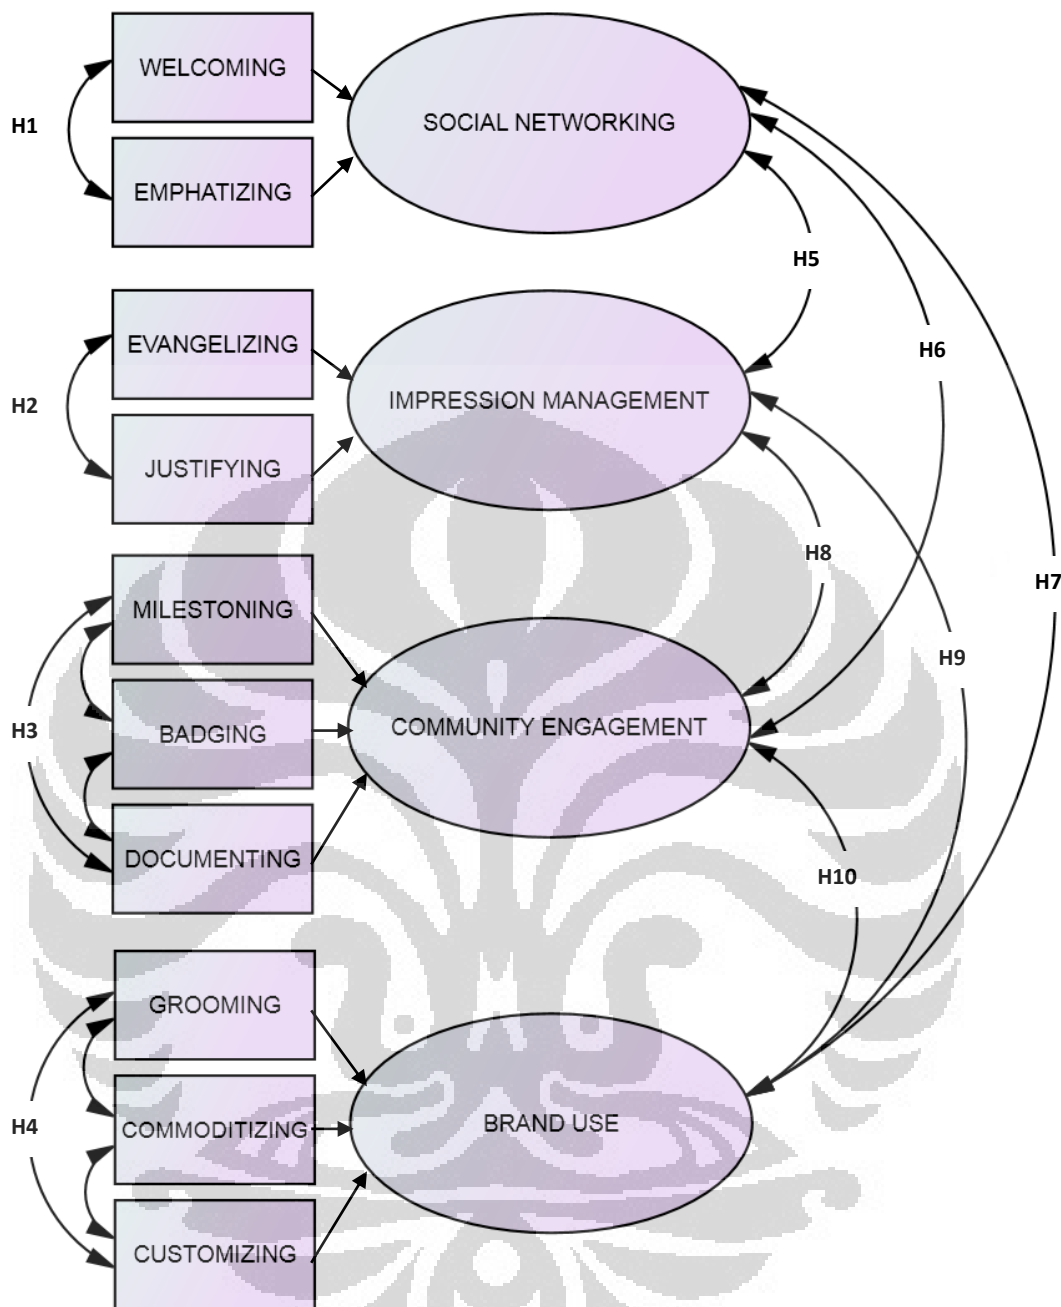 WELCOMING
SOCIAL NETWORKING
H1
EMPHATIZING
H5
EVANGELIZING
H6
H2
IMPRESSION MANAGEMENT
JUSTIFYING
H8
H7
MILESTONING
H9
H3
BADGING
COMMUNITY ENGAGEMENT
DOCUMENTING
H10
GROOMING
H4
COMMODITIZING
BRAND USE
CUSTOMIZING